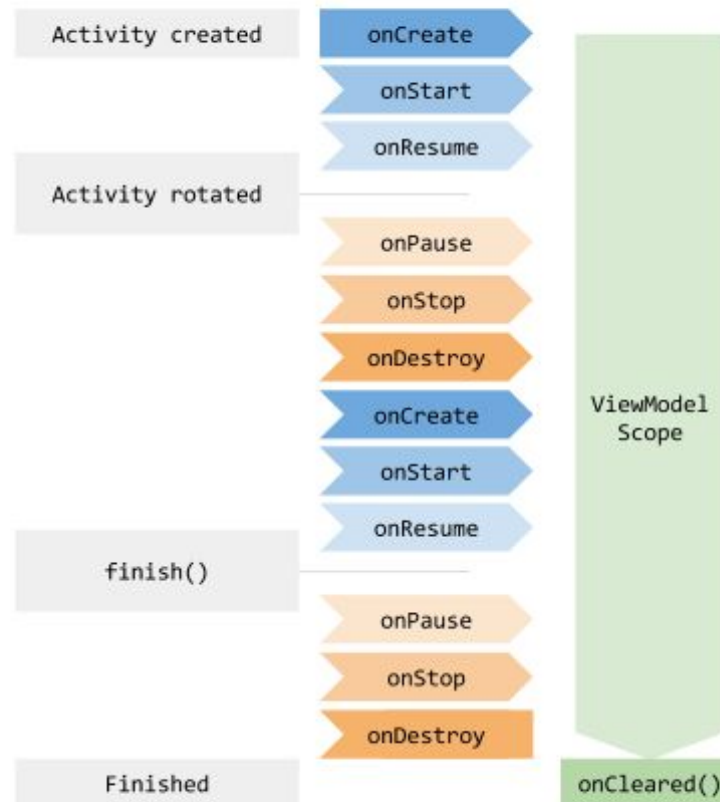 Activity created
onCreate
onStart
onResume
Activity rotated
onPause
onStop
onDestroy
onCreate
onStart
onResume
ViewModel
Scope
finish()
onPause
onStop
onDestroy
Finished
onCleared()